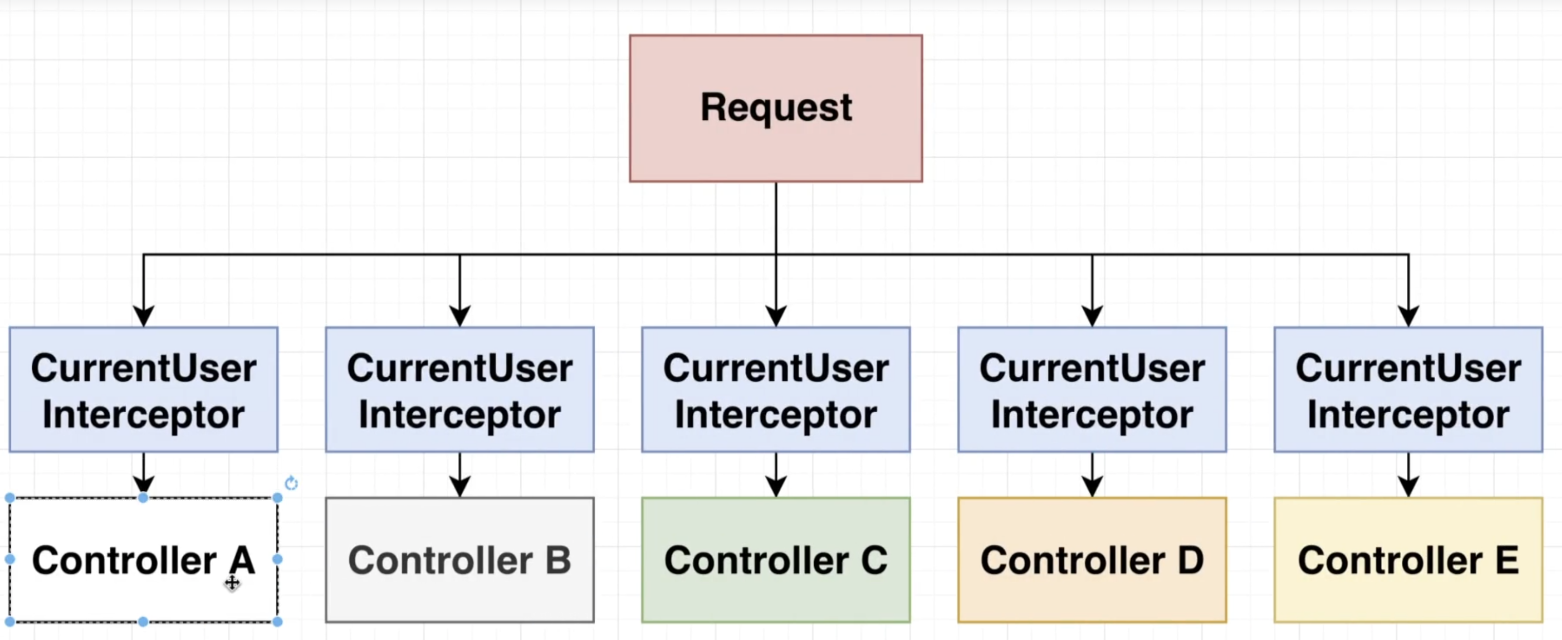 Request
CurrentUser
Interceptor
CurrentUser
Interceptor
CurrentUser
Interceptor
CurrentUser
Interceptor
CurrentUser
Interceptor
Controller A
Controller B
Controller C
Controller D
Controller E